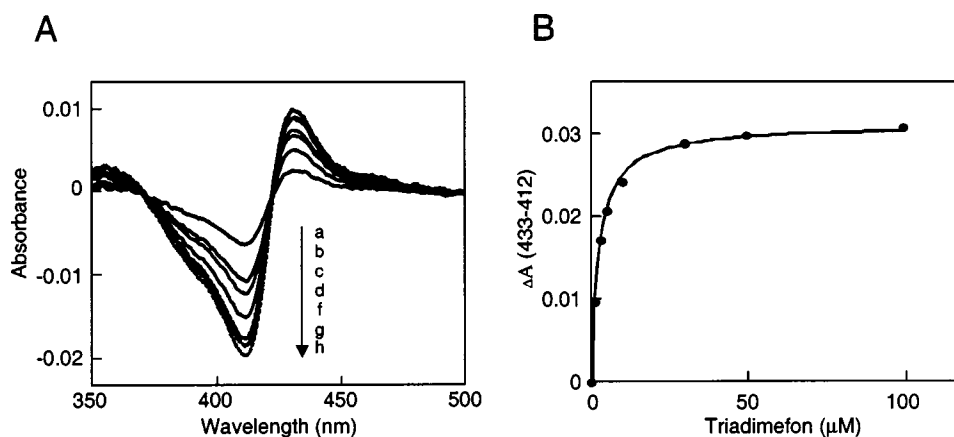 A
Absorbance
0.01
0
-0.01
-0.02
350
400
450
500
Wavelength (nm)
a
b
c
d
f
g
h
B
ΔA (433-412)
0.03
0.02
0.01
0
0
50
100
Triadimefon (μM)